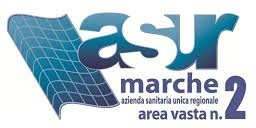 asur
marche
azienda sanitaria unica regionale
area vasta n. 2